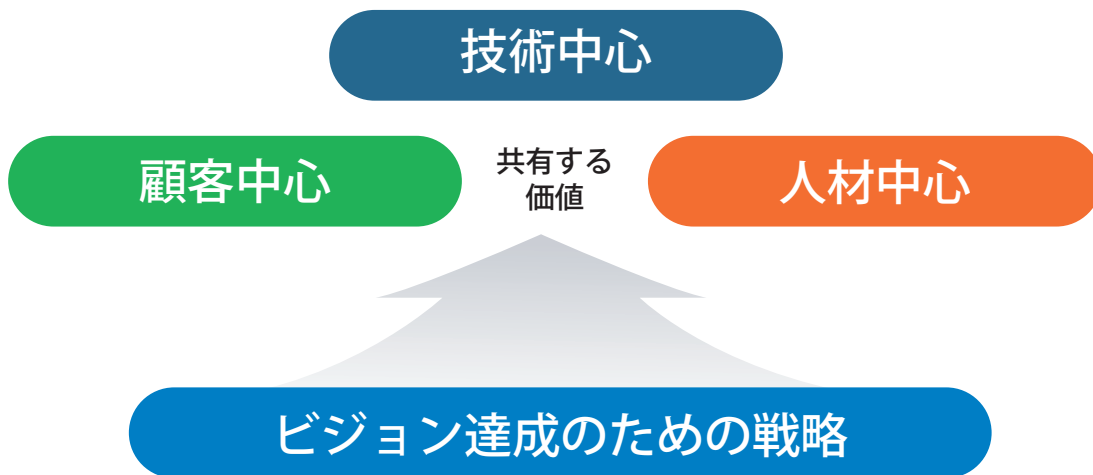 技術中心
顧客中心
共有する
価値
人材中心
ビジョン達成のための戦略